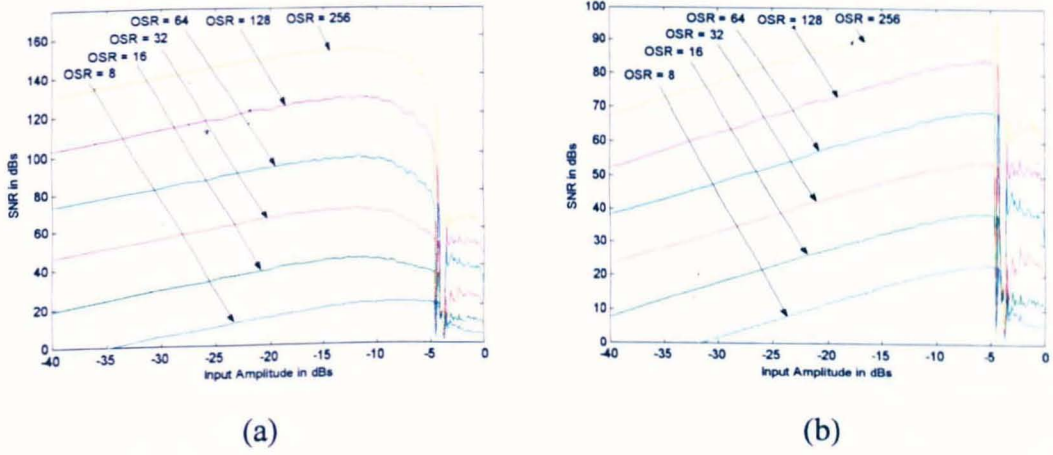 OSR = 64 OSR = 128 OSR = 256
OSR = 32
OSR = 16
OSR = 8
160
140
120
100
80
60
40
20
0
SNR in dBs
-40 -35 -30 -25 -20 -15 -10 -5 0
Input Amplitude in dBs
(a)
OSR = 64 OSR = 128 OSR = 256
OSR = 32
OSR = 16
OSR = 8
100
90
80
70
60
50
40
30
20
10
0
SNR in dBs
-40 -35 -30 -25 -20 -15 -10 -5 0
Input Amplitude in dBs
(b)